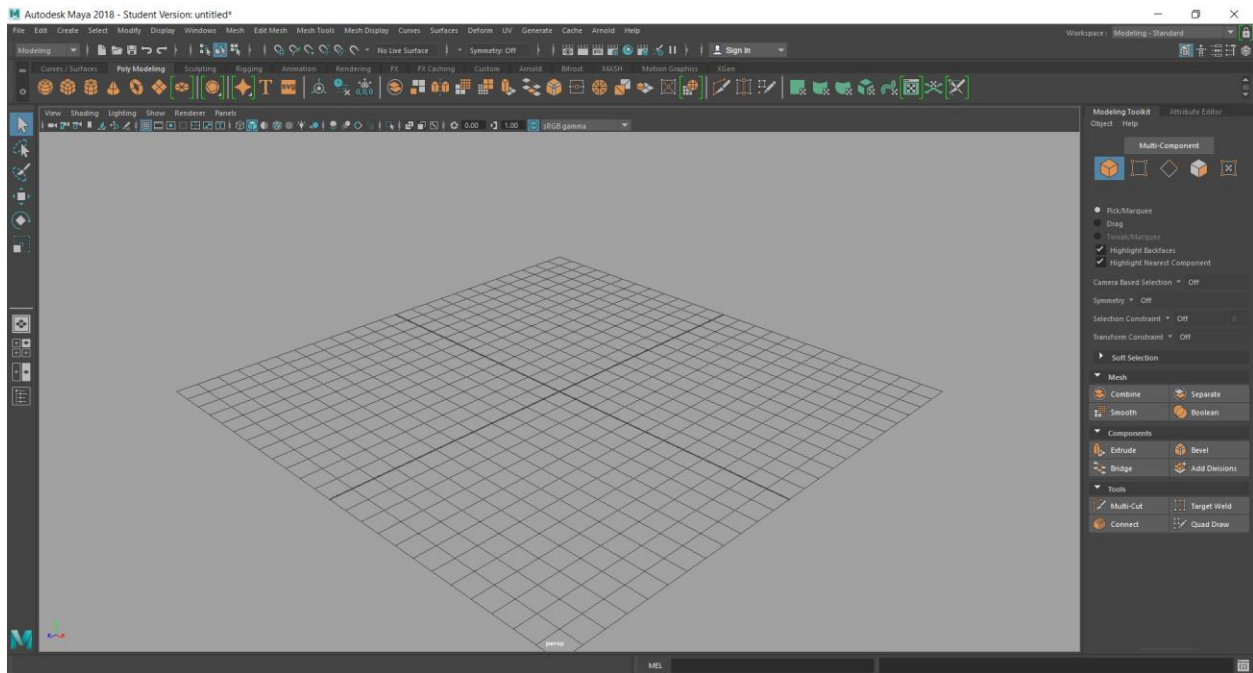 Autodesk Maya 2018 - Student Version: untitled*
File Edit Create Select Modify Display Windows Mesh Edit Mesh Mesh Tools Mesh Display Curves Surfaces Deform UV Generate Cache Arnold Help
Workspace: Modeling - Standard
Modeling No Live Surface Symmetry: Off Sign In
Curves / Surfaces Poly Modeling Sculpting Rigging Animation Rendering FX FX Caching Custom Arnold Bifrost MASH Motion Graphics XGen
T SVG
View Shading Lighting Show Renderer Panels
0.00 1.00 sRGB gamma
Modeling Toolkit Attribute Editor
Object Help
Multi-Component
Pick/Marquee
Drag
Tweak/Marquee
Highlight Backfaces
Highlight Nearest Component
Camera Based Selection Off
Symmetry Off
Selection Constraint Off 0
Transform Constraint Off
Soft Selection
Mesh
Combine Separate
Smooth Boolean
Components
Extrude Bevel
Bridge Add Divisions
Tools
Multi-Cut Target Weld
Connect Quad Draw
persp
MEL